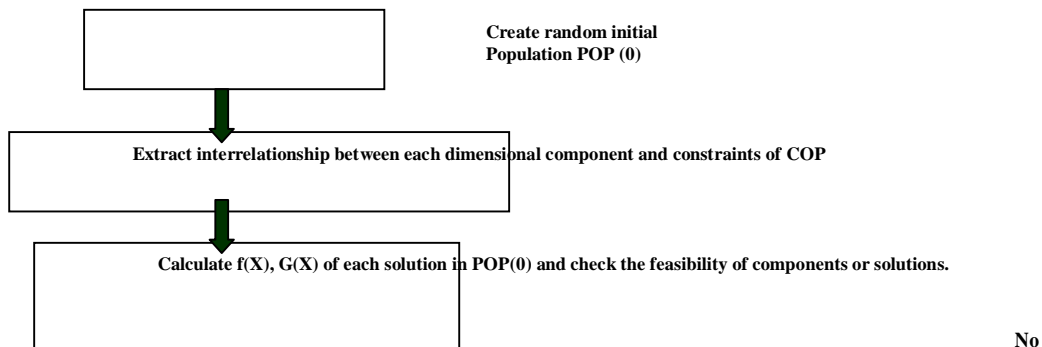 Create random initial
Population POP (0)
Extract interrelationship between each dimensional component and constraints of COP
Calculate f(X), G(X) of each solution in POP(0) and check the feasibility of components or solutions.
No